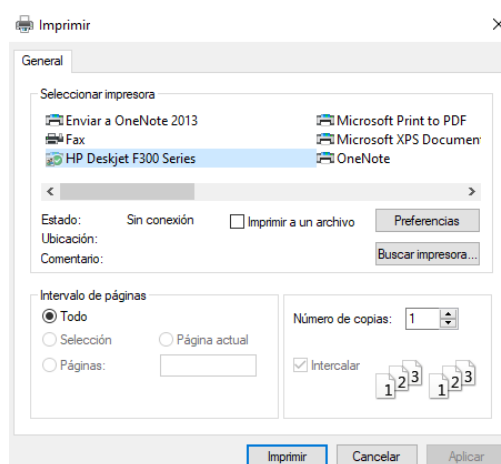 Imprimir
General
Seleccionar impresora
Enviar a OneNote 2013
Microsoft Print to PDF
Fax
Microsoft XPS Documen
HP Deskjet F300 Series
OneNote
Estado: Sin conexión
Imprimir a un archivo
Preferencias
Ubicación:
Comentario:
Buscar impresora...
Intervalo de páginas
Todo
Selección
Página actual
Páginas:
Número de copias: 1
Intercalar
1 2 3 1 2 3
Imprimir
Cancelar
Aplicar